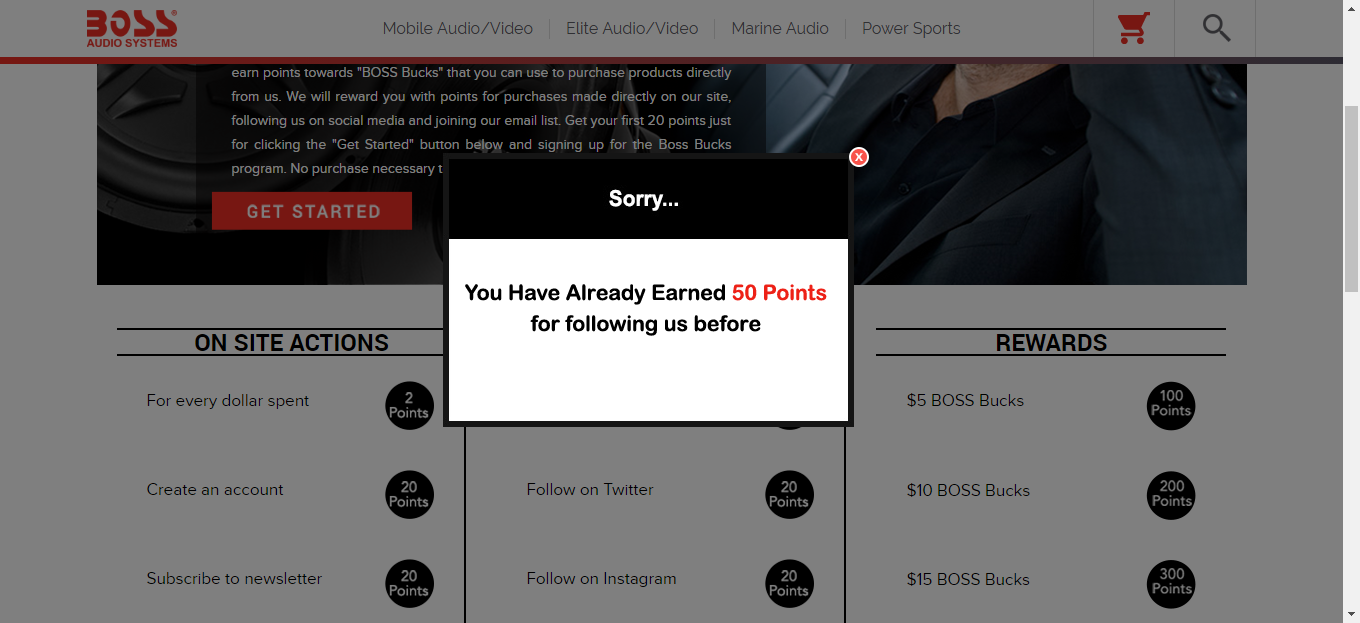 BOSS®
AUDIO SYSTEMS
Mobile Audio/Video
Elite Audio/Video
Marine Audio
Power Sports
earn points towards "BOSS Bucks" that you can use to purchase products directly
from us. We will reward you with points for purchases made directly on our site,
following us on social media and joining our email list. Get your first 20 points just
for clicking the "Get Started" button below and signing up for the Boss Bucks
program. No purchase necessary t
GET STARTED
X
Sorry...
You Have Already Earned 50 Points
for following us before
ON SITE ACTIONS
For every dollar spent
2
Points
Create an account
20
Points
Subscribe to newsletter
20
Points
Follow on Twitter
20
Points
Follow on Instagram
20
Points
REWARDS
$5 BOSS Bucks
100
Points
$10 BOSS Bucks
200
Points
$15 BOSS Bucks
300
Points